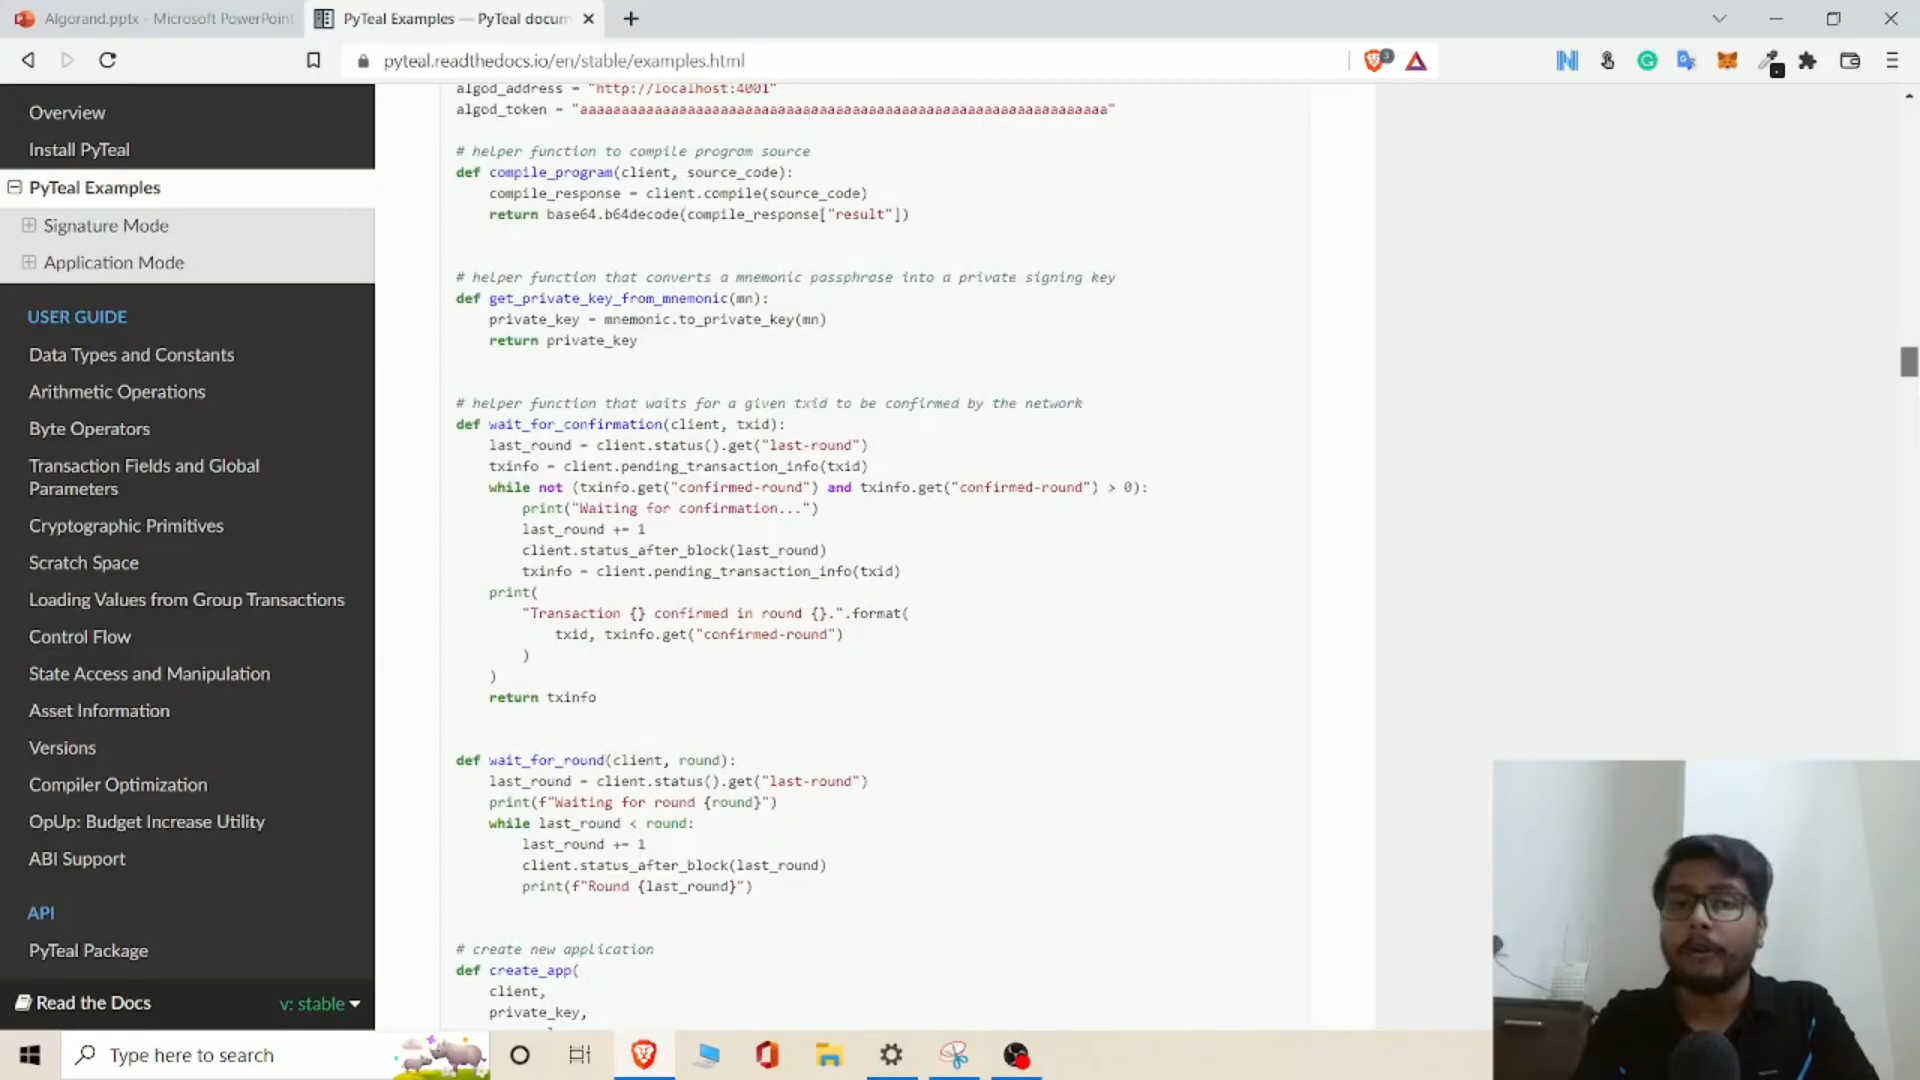 Algorand.pptx - Microsoft PowerPoint
PyTeal Examples — PyTeal docum
pyteal.readthedocs.io/en/stable/examples.html
3
Overview
Install PyTeal
PyTeal Examples
Signature Mode
Application Mode
USER GUIDE
Data Types and Constants
Arithmetic Operations
Byte Operators
Transaction Fields and Global
Parameters
Cryptographic Primitives
Scratch Space
Loading Values from Group Transactions
Control Flow
State Access and Manipulation
Asset Information
Versions
Compiler Optimization
OpUp: Budget Increase Utility
ABI Support
API
PyTeal Package
Read the Docs
v: stable
algod_address = "http://localhost:4001"
algod_token = "aaaaaaaaaaaaaaaaaaaaaaaaaaaaaaaaaaaaaaaaaaaaaaaaaaaaaaaaaaaaaaaa"
# helper function to compile program source
def compile_program(client, source_code):
    compile_response = client.compile(source_code)
    return base64.b64decode(compile_response["result"])
# helper function that converts a mnemonic passphrase into a private signing key
def get_private_key_from_mnemonic(mn):
    private_key = mnemonic.to_private_key(mn)
    return private_key
# helper function that waits for a given txid to be confirmed by the network
def wait_for_confirmation(client, txid):
    last_round = client.status().get("last-round")
    txinfo = client.pending_transaction_info(txid)
    while not (txinfo.get("confirmed-round") and txinfo.get("confirmed-round") > 0):
        print("Waiting for confirmation...")
        last_round += 1
        client.status_after_block(last_round)
        txinfo = client.pending_transaction_info(txid)
    print(
        "Transaction {} confirmed in round {}.".format(
            txid, txinfo.get("confirmed-round")
        )
    )
    return txinfo
def wait_for_round(client, round):
    last_round = client.status().get("last-round")
    print(f"Waiting for round {round}")
    while last_round < round:
        last_round += 1
        client.status_after_block(last_round)
        print(f"Round {last_round}")
# create new application
def create_app(
    client,
    private_key,
Type here to search